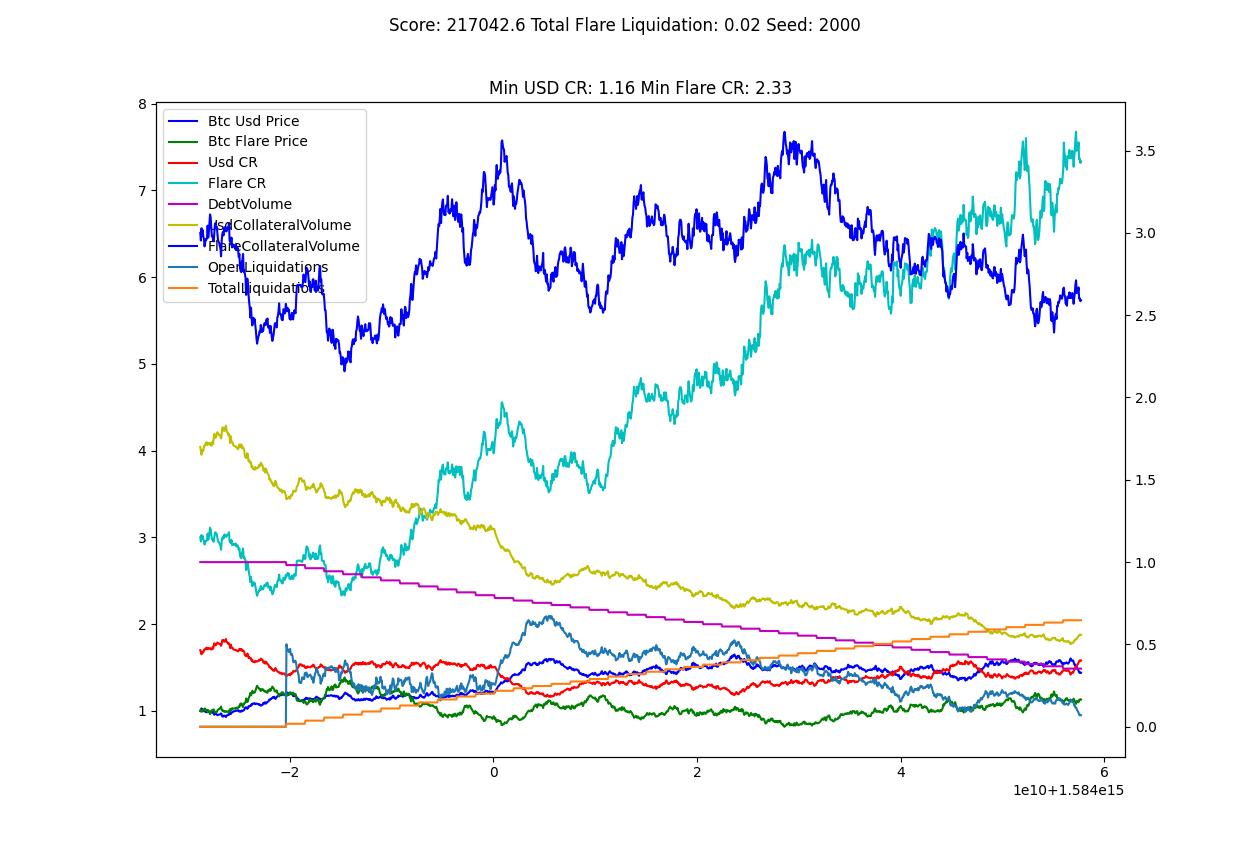 Score: 217042.6 Total Flare Liquidation: 0.02 Seed: 2000
Min USD CR: 1.16 Min Flare CR: 2.33
Btc Usd Price
Btc Flare Price
Usd CR
Flare CR
DebtVolume
UsdCollateralVolume
FlareCollateralVolume
OpenLiquidations
TotalLiquidations
8
7
6
5
4
3
2
1
3.5
3.0
2.5
2.0
1.5
1.0
0.5
0.0
−2
0
2
4
6
1e10+1.584e15